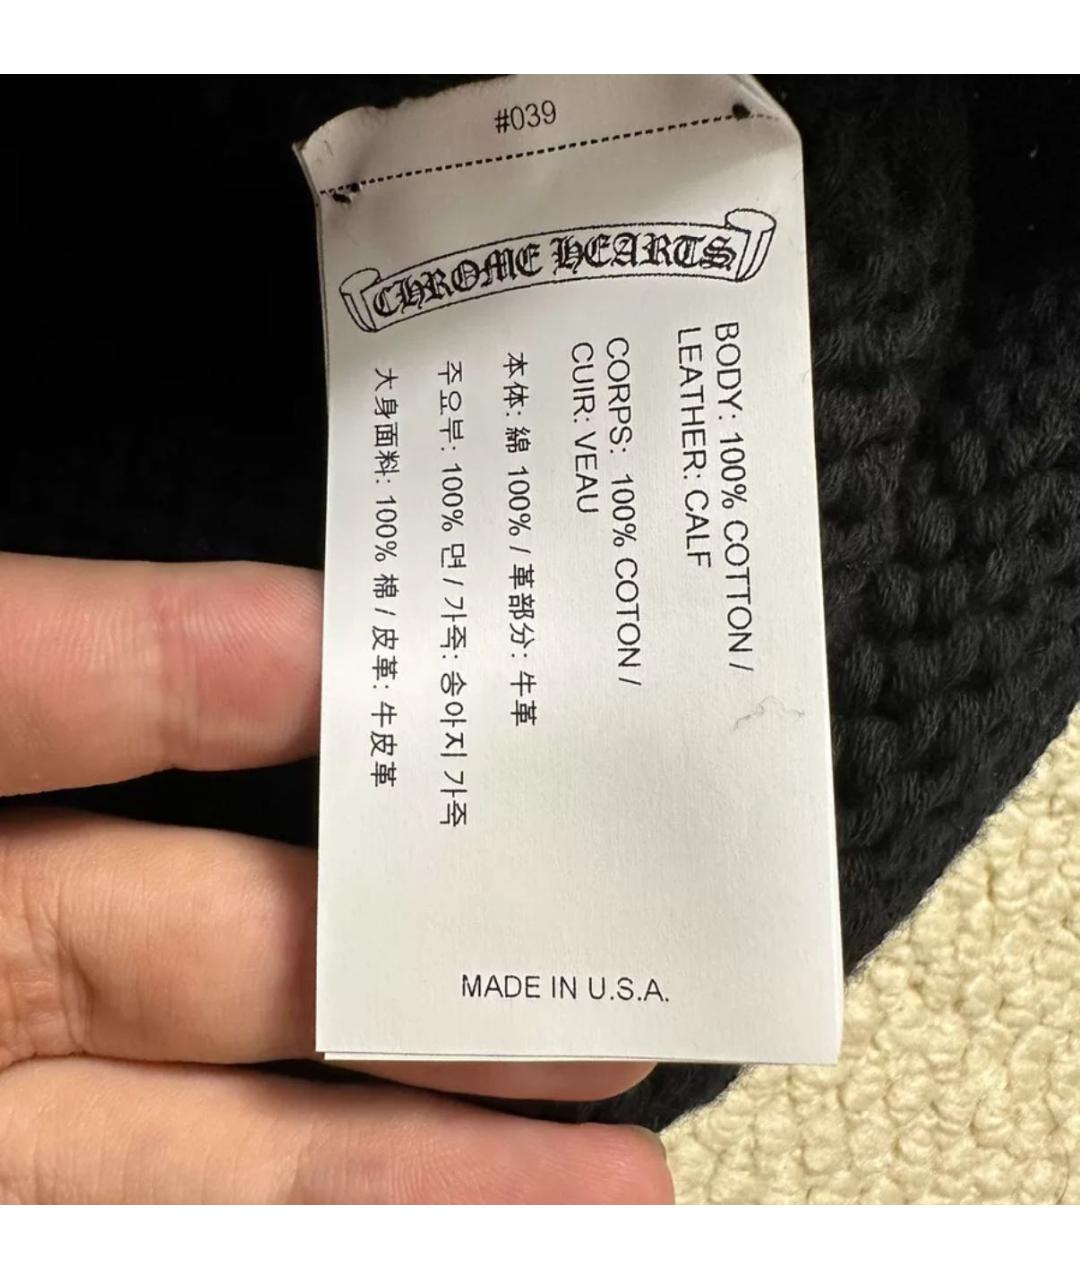 #039
CHROME HEARTS
BODY: 100% COTTON /
LEATHER: CALF
CORPS: 100% COTON /
CUIR: VEAU
本体: 綿 100% / 革部分: 牛革
주요부: 100% 면 / 가죽: 송아지 가죽
大身面料: 100% 棉 / 皮革: 牛皮革
MADE IN U.S.A.